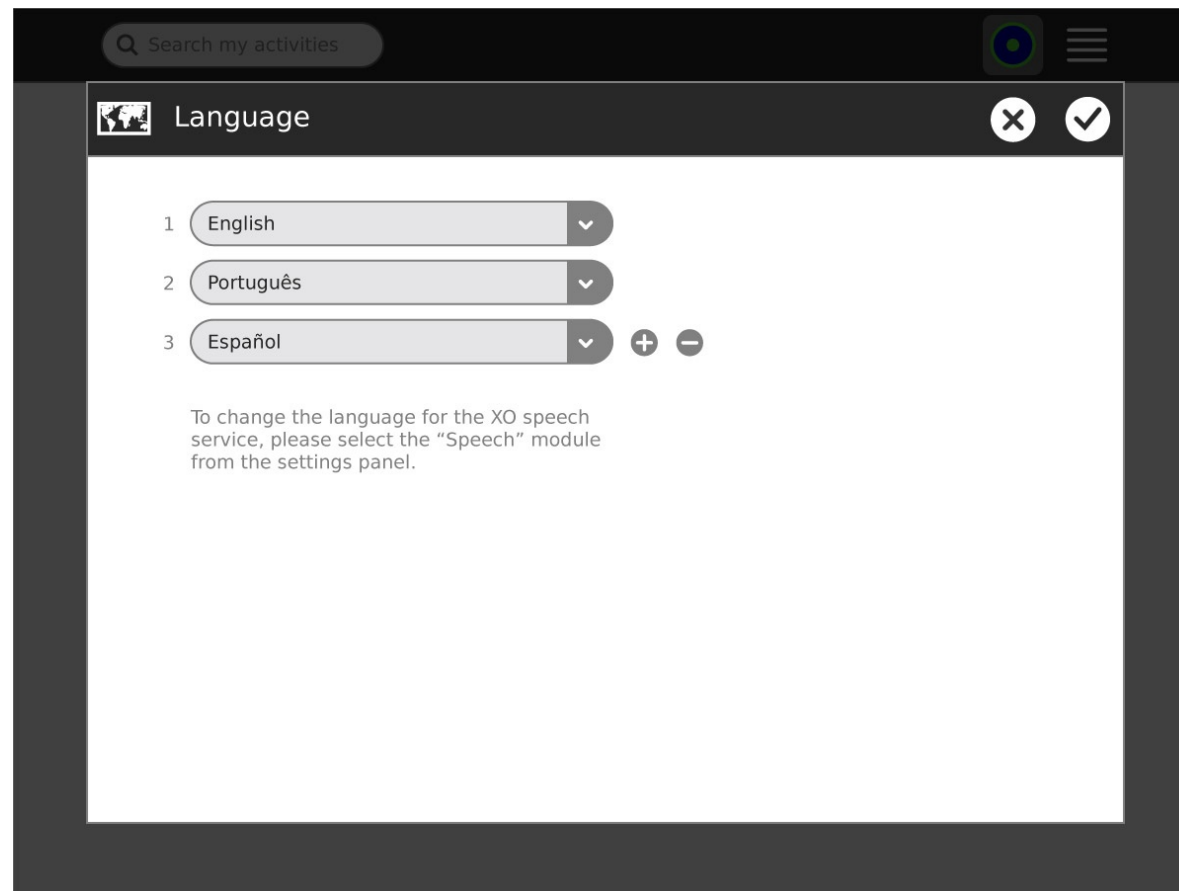 Search my activities
Language
1 English
2 Português
3 Español
To change the language for the XO speech
service, please select the “Speech” module
from the settings panel.